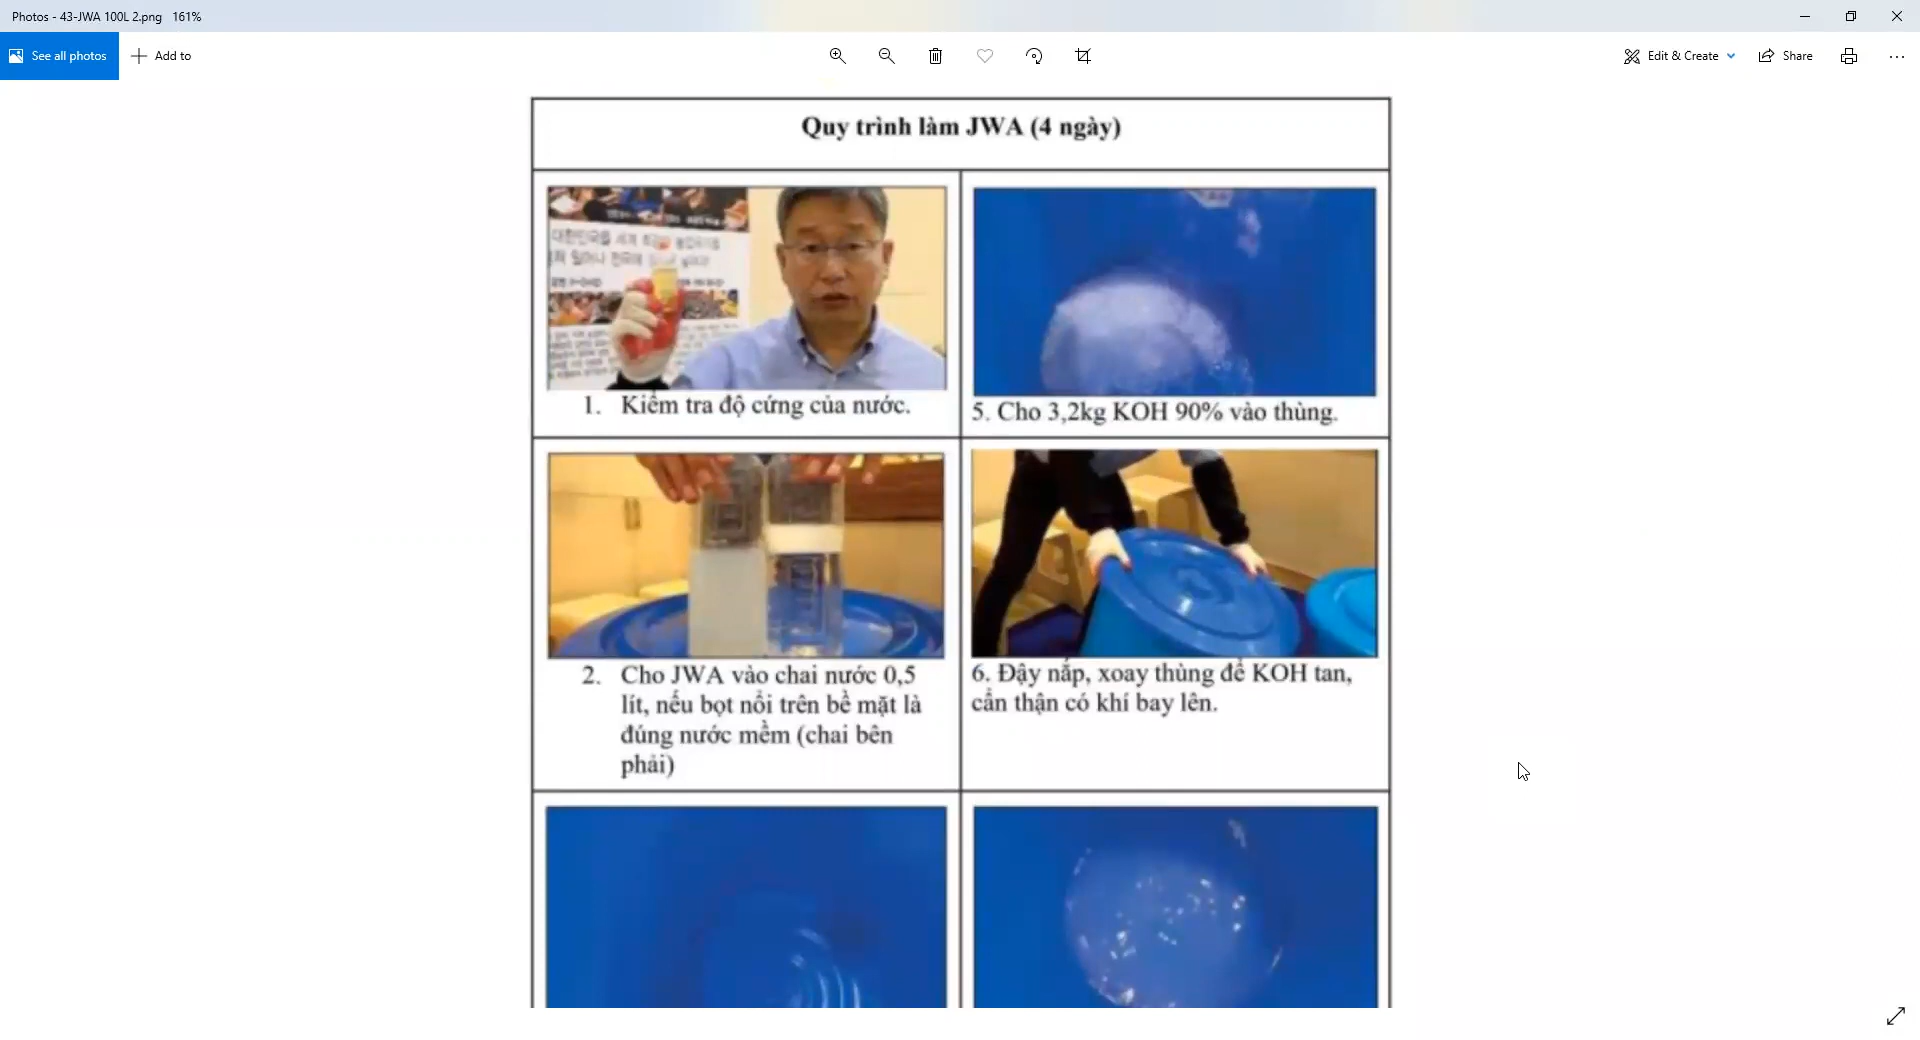 Photos - 43-JWA 100L 2.png 161%
See all photos
Add to
Edit & Create
Share
Quy trình làm JWA (4 ngày)
1. Kiểm tra độ cứng của nước.
5. Cho 3,2kg KOH 90% vào thùng.
2. Cho JWA vào chai nước 0,5
lít, nếu bọt nổi trên bề mặt là
đúng nước mềm (chai bên
phải)
6. Đậy nắp, xoay thùng để KOH tan,
cẩn thận có khí bay lên.